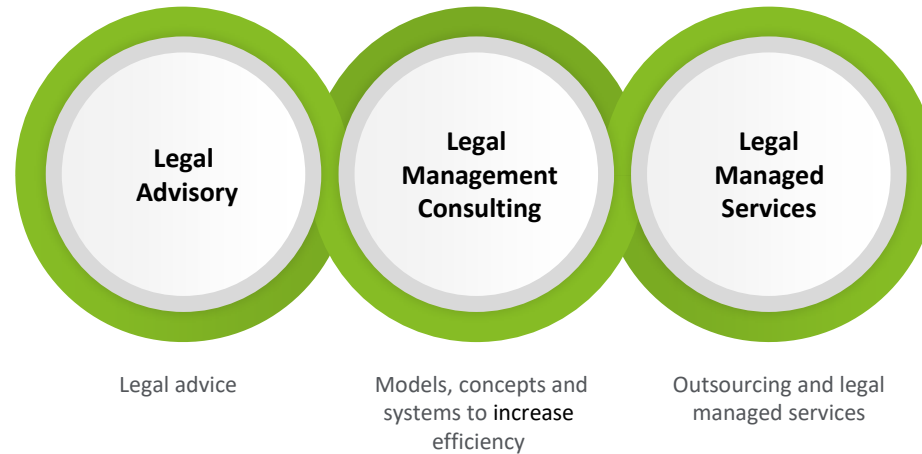 Legal
Advisory
Legal
Management
Consulting
Legal
Managed
Services
Legal advice
Models, concepts and
systems to increase
efficiency
Outsourcing and legal
managed services